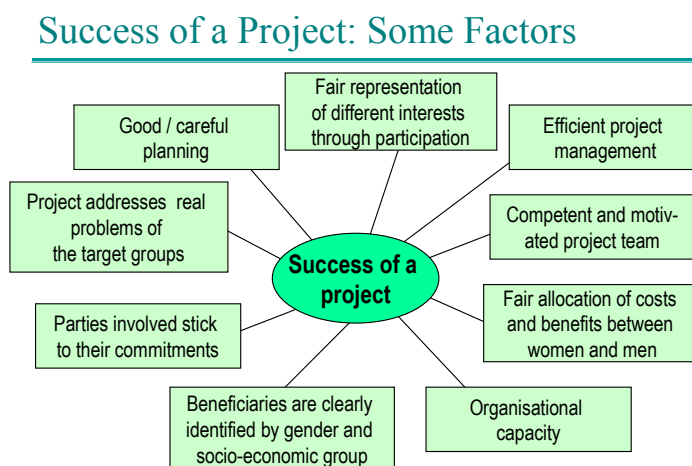 Success of a Project: Some Factors
Fair representation
of different interests
through participation
Good / careful
planning
Efficient project
management
Project addresses real
problems of
the target groups
Competent and motiv-
ated project team
Success of a
project
Parties involved stick
to their commitments
Fair allocation of costs
and benefits between
women and men
Beneficiaries are clearly
identified by gender and
socio-economic group
Organisational
capacity